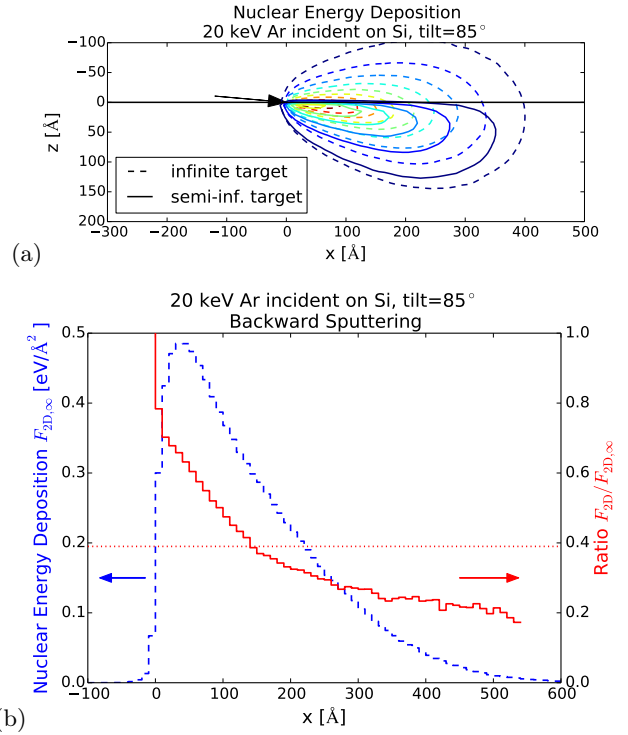 Nuclear Energy Deposition
20 keV Ar incident on Si, tilt=85°
−100
−50
0
50
100
150
200
z [Å]
infinite target
semi-inf. target
−300 −200 −100 0 100 200 300 400 500
x [Å]
(a)
20 keV Ar incident on Si, tilt=85°
Backward Sputtering
Nuclear Energy Deposition F2D,∞ [eV/Å²]
0.5
0.4
0.3
0.2
0.1
0.0
1.0
0.8
0.6
0.4
0.2
0.0
Ratio F2D/F2D,∞
−100 0 100 200 300 400 500 600
x [Å]
(b)